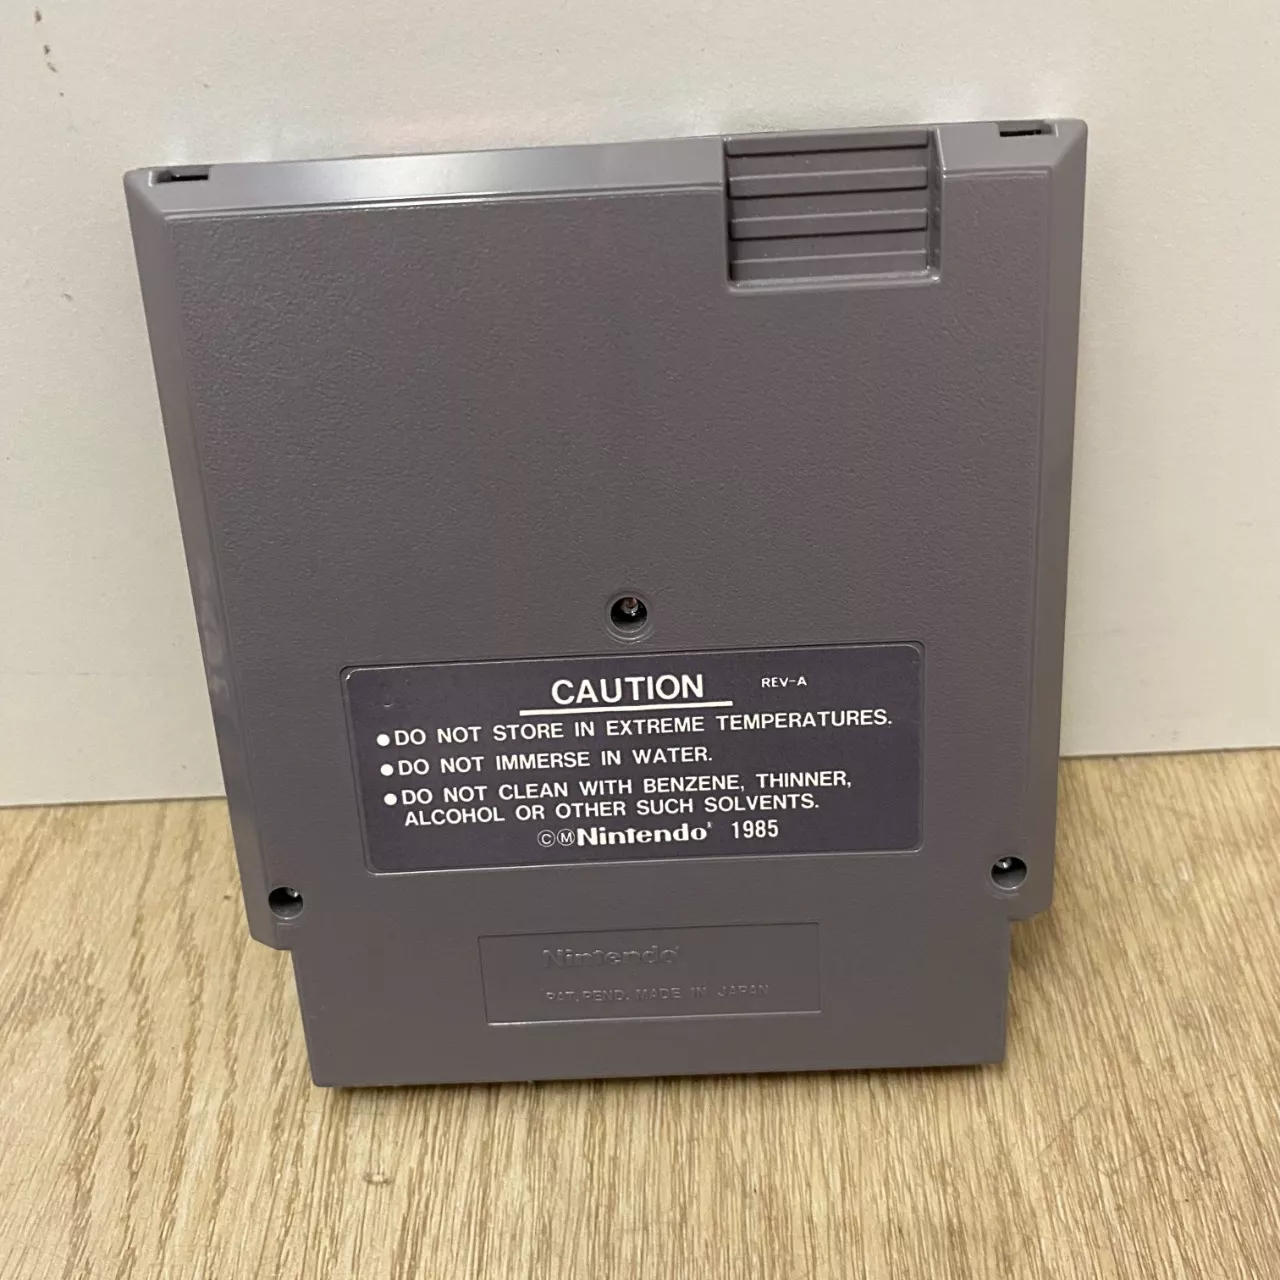 CAUTION REV-A
●DO NOT STORE IN EXTREME TEMPERATURES.
●DO NOT IMMERSE IN WATER.
●DO NOT CLEAN WITH BENZENE, THINNER,
ALCOHOL OR OTHER SUCH SOLVENTS.
ⒸⓂNintendo® 1985
Nintendo®
PAT. PEND. MADE IN JAPAN